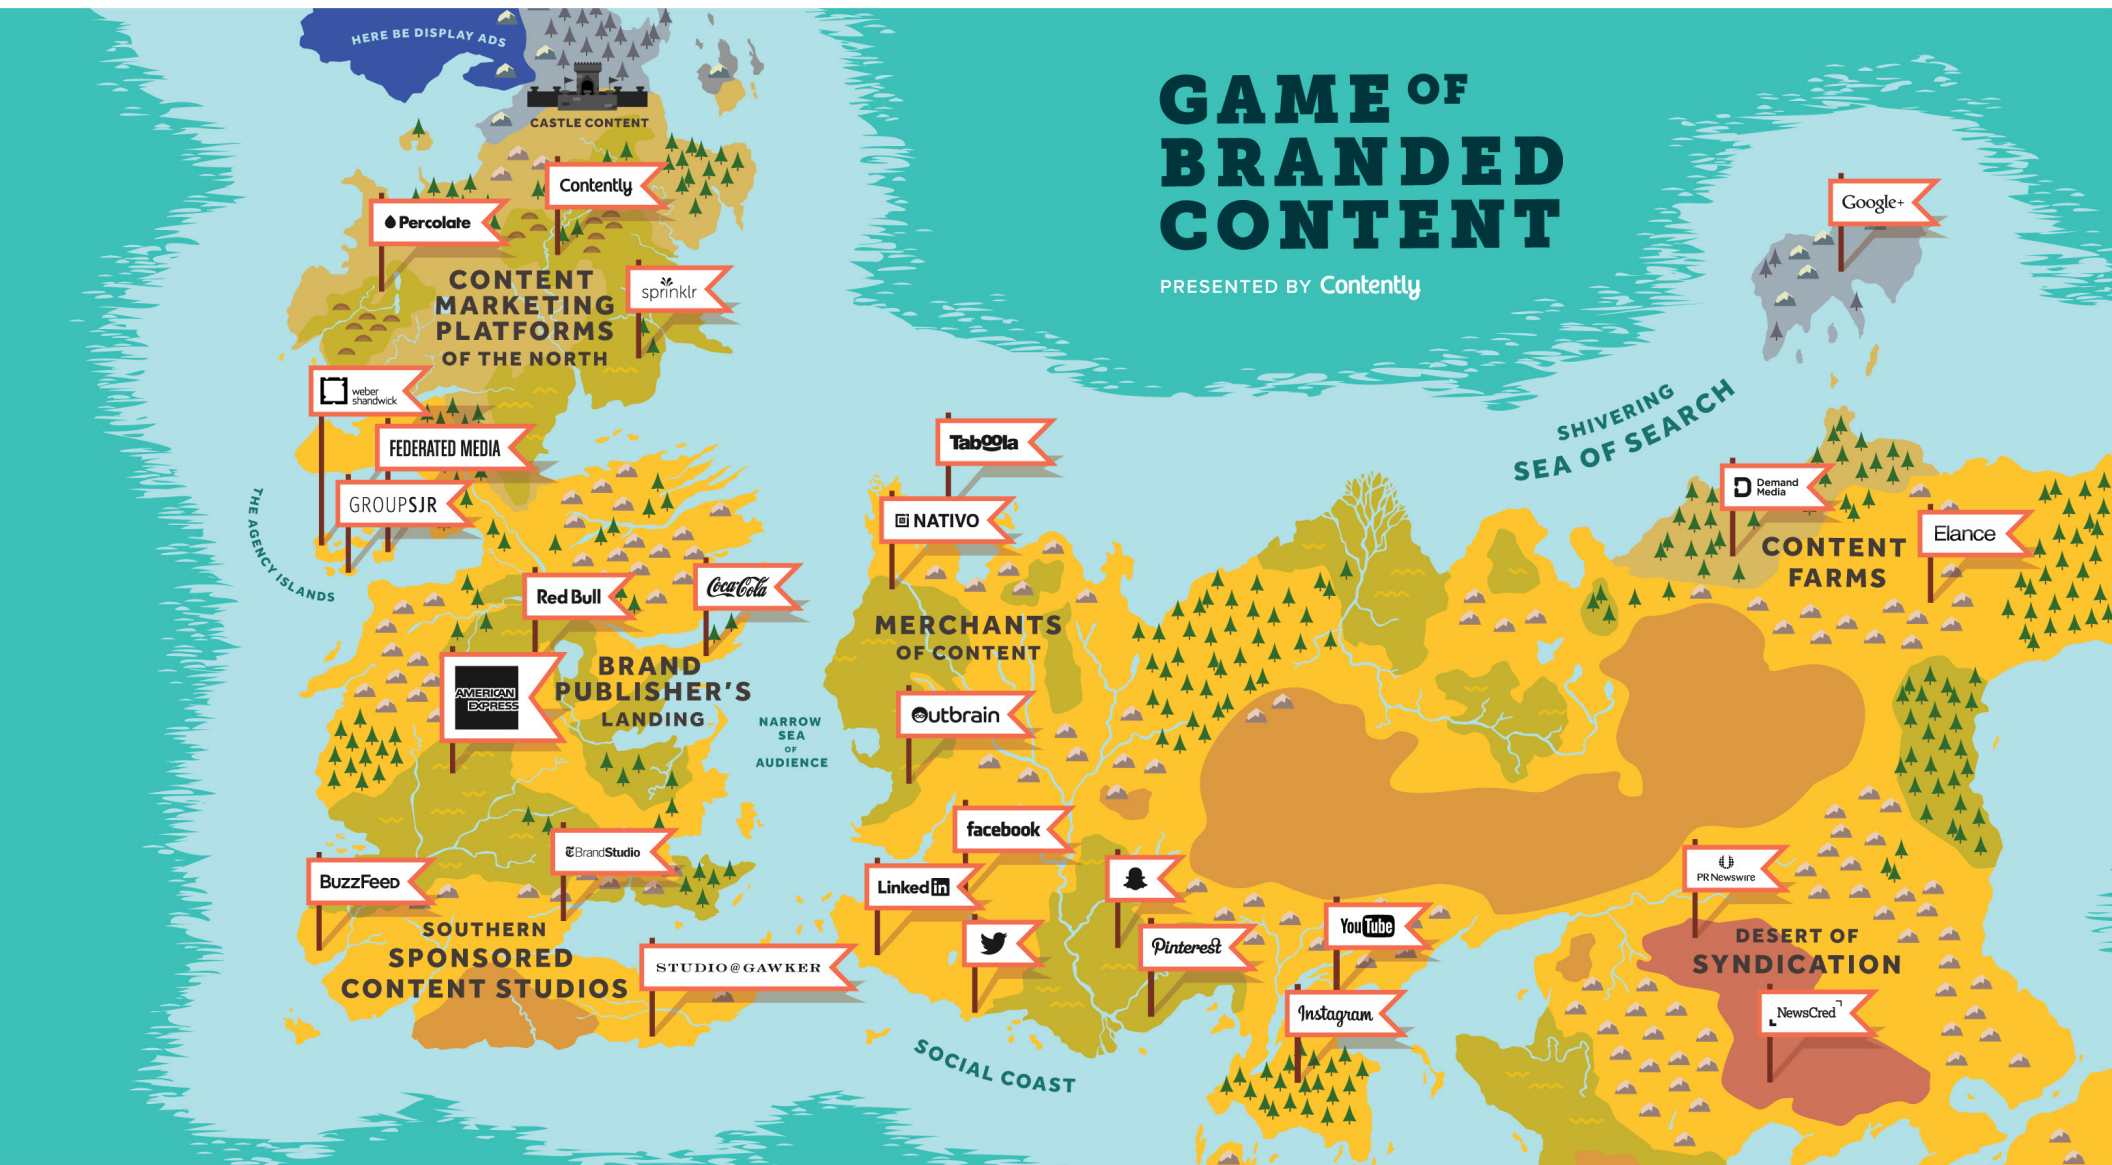 HERE BE DISPLAY ADS
CASTLE CONTENT
GAME OF
BRANDED
CONTENT
PRESENTED BY Contently
Contently
Percolate
sprinklr
CONTENT
MARKETING
PLATFORMS
OF THE NORTH
Google+
weber
shandwick
FEDERATED MEDIA
GROUPSJR
THE AGENCY ISLANDS
SHIVERING
SEA OF SEARCH
Taboola
NATIVO
Demand
Media
Elance
CONTENT
FARMS
Red Bull
Coca-Cola
AMERICAN
EXPRESS
BRAND
PUBLISHER'S
LANDING
NARROW
SEA
OF
AUDIENCE
MERCHANTS
OF CONTENT
Outbrain
facebook
Linked in
Pinterest
YouTube
Instagram
SOCIAL COAST
T BrandStudio
BuzzFeed
SOUTHERN
SPONSORED
CONTENT STUDIOS
STUDIO@GAWKER
PR Newswire
DESERT OF
SYNDICATION
NewsCred